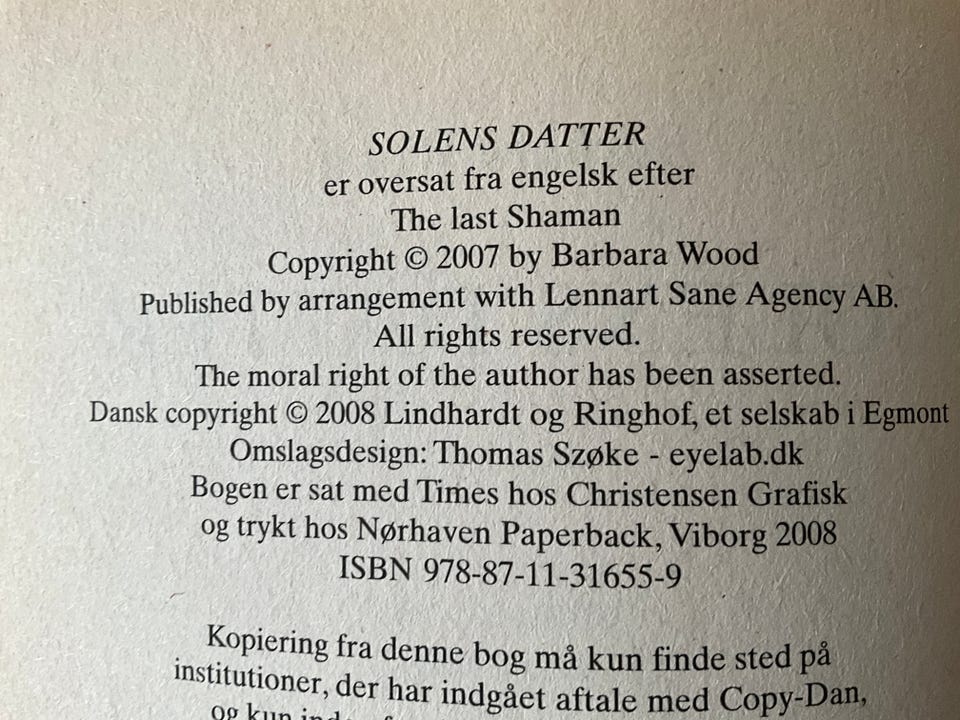 SOLENS DATTER
er oversat fra engelsk efter
The last Shaman
Copyright © 2007 by Barbara Wood
Published by arrangement with Lennart Sane Agency AB.
All rights reserved.
The moral right of the author has been asserted.
Dansk copyright © 2008 Lindhardt og Ringhof, et selskab i Egmont
Omslagsdesign: Thomas Szøke - eyelab.dk
Bogen er sat med Times hos Christensen Grafisk
og trykt hos Nørhaven Paperback, Viborg 2008
ISBN 978-87-11-31655-9
Kopiering fra denne bog må kun finde sted på
institutioner, der har indgået aftale med Copy-Dan,
og kun